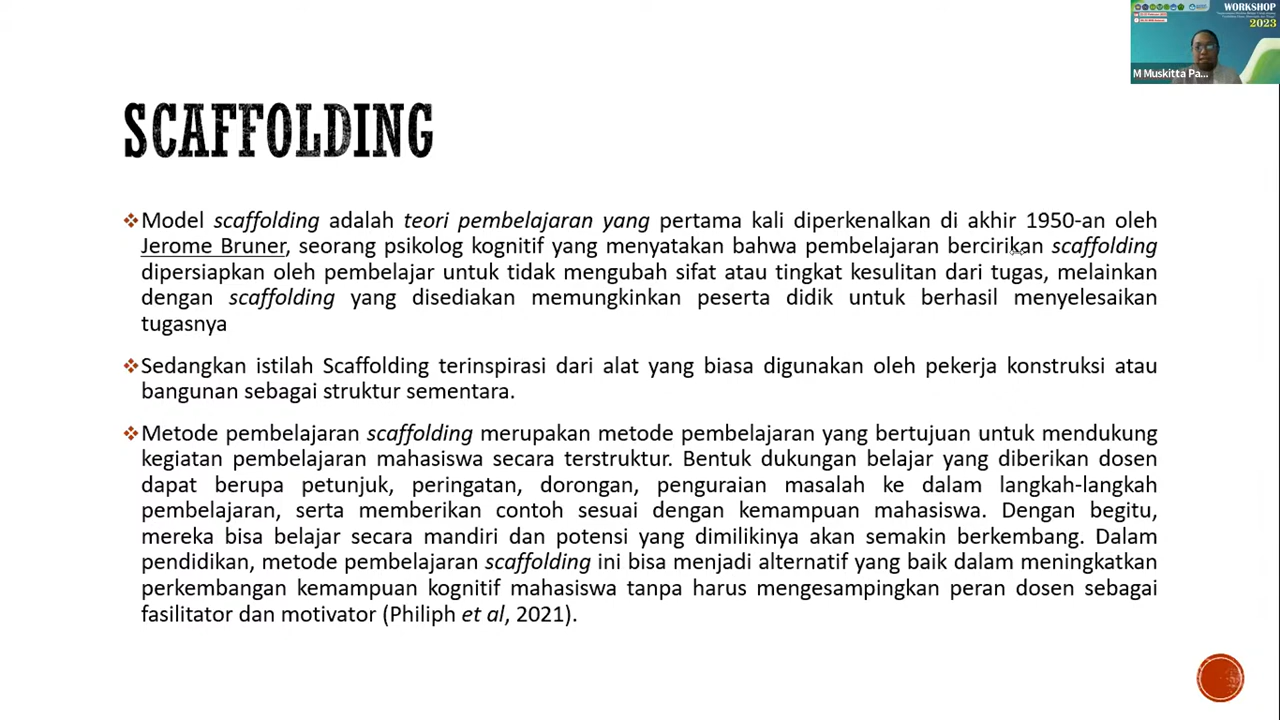 WORKSHOP
2023
M Muskitta Pa...
SCAFFOLDING
❖Model scaffolding adalah teori pembelajaran yang pertama kali diperkenalkan di akhir 1950-an oleh
Jerome Bruner, seorang psikolog kognitif yang menyatakan bahwa pembelajaran bercirikan scaffolding
dipersiapkan oleh pembelajar untuk tidak mengubah sifat atau tingkat kesulitan dari tugas, melainkan
dengan scaffolding yang disediakan memungkinkan peserta didik untuk berhasil menyelesaikan
tugasnya
❖Sedangkan istilah Scaffolding terinspirasi dari alat yang biasa digunakan oleh pekerja konstruksi atau
bangunan sebagai struktur sementara.
❖Metode pembelajaran scaffolding merupakan metode pembelajaran yang bertujuan untuk mendukung
kegiatan pembelajaran mahasiswa secara terstruktur. Bentuk dukungan belajar yang diberikan dosen
dapat berupa petunjuk, peringatan, dorongan, penguraian masalah ke dalam langkah-langkah
pembelajaran, serta memberikan contoh sesuai dengan kemampuan mahasiswa. Dengan begitu,
mereka bisa belajar secara mandiri dan potensi yang dimilikinya akan semakin berkembang. Dalam
pendidikan, metode pembelajaran scaffolding ini bisa menjadi alternatif yang baik dalam meningkatkan
perkembangan kemampuan kognitif mahasiswa tanpa harus mengesampingkan peran dosen sebagai
fasilitator dan motivator (Philiph et al, 2021).